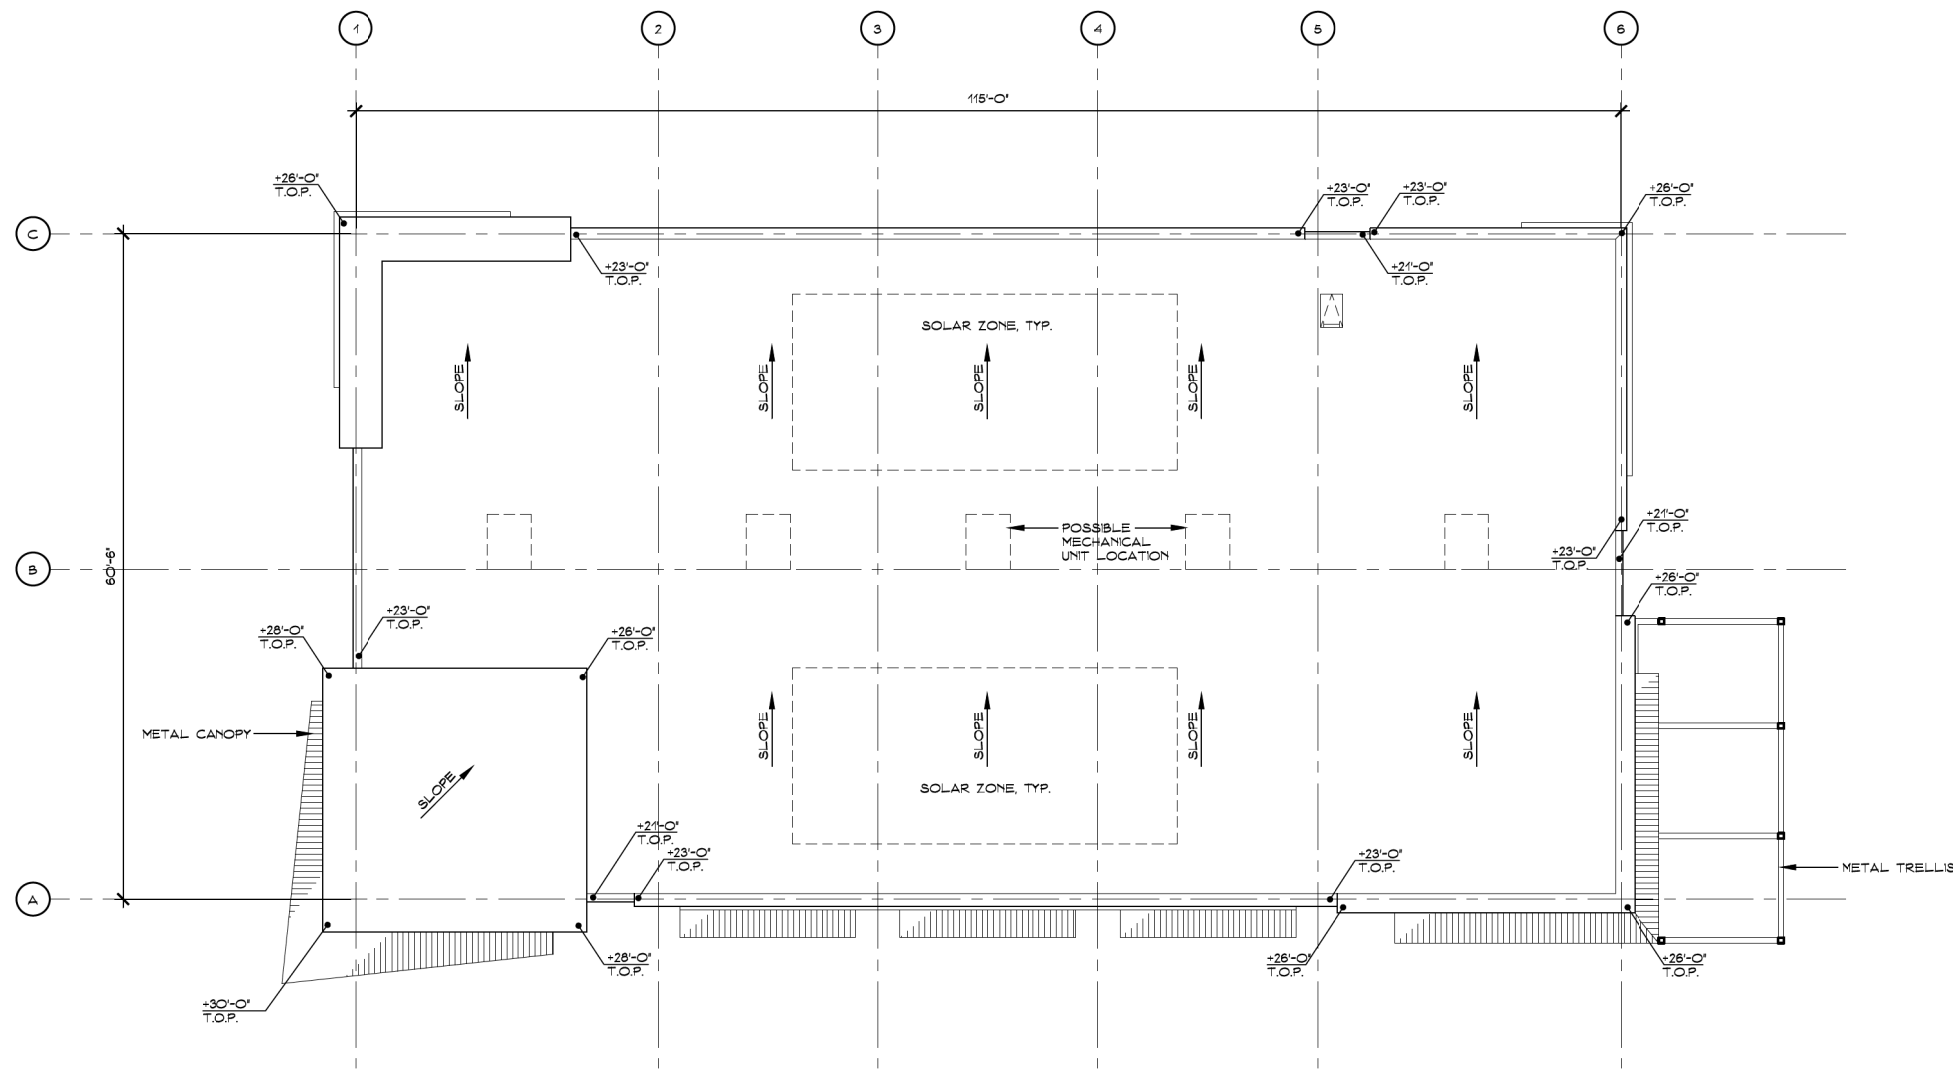 1 2 3 4 5 6
115'-0"
+26'-0"
T.O.P.
+23'-0"
T.O.P.
+23'-0"
T.O.P.
+26'-0"
T.O.P.
C
+23'-0"
T.O.P.
+21'-0"
T.O.P.
SOLAR ZONE, TYP.
SLOPE
SLOPE
SLOPE
SLOPE
SLOPE
POSSIBLE
MECHANICAL
UNIT LOCATION
+21'-0"
T.O.P.
+23'-0"
T.O.P.
B
60'-6"
+26'-0"
T.O.P.
+23'-0"
T.O.P.
+28'-0"
T.O.P.
+26'-0"
T.O.P.
METAL CANOPY
SLOPE
SLOPE
SLOPE
SLOPE
SLOPE
SOLAR ZONE, TYP.
+21'-0"
T.O.P.
+23'-0"
T.O.P.
+23'-0"
T.O.P.
METAL TRELLIS
A
+28'-0"
T.O.P.
+26'-0"
T.O.P.
+26'-0"
T.O.P.
+30'-0"
T.O.P.